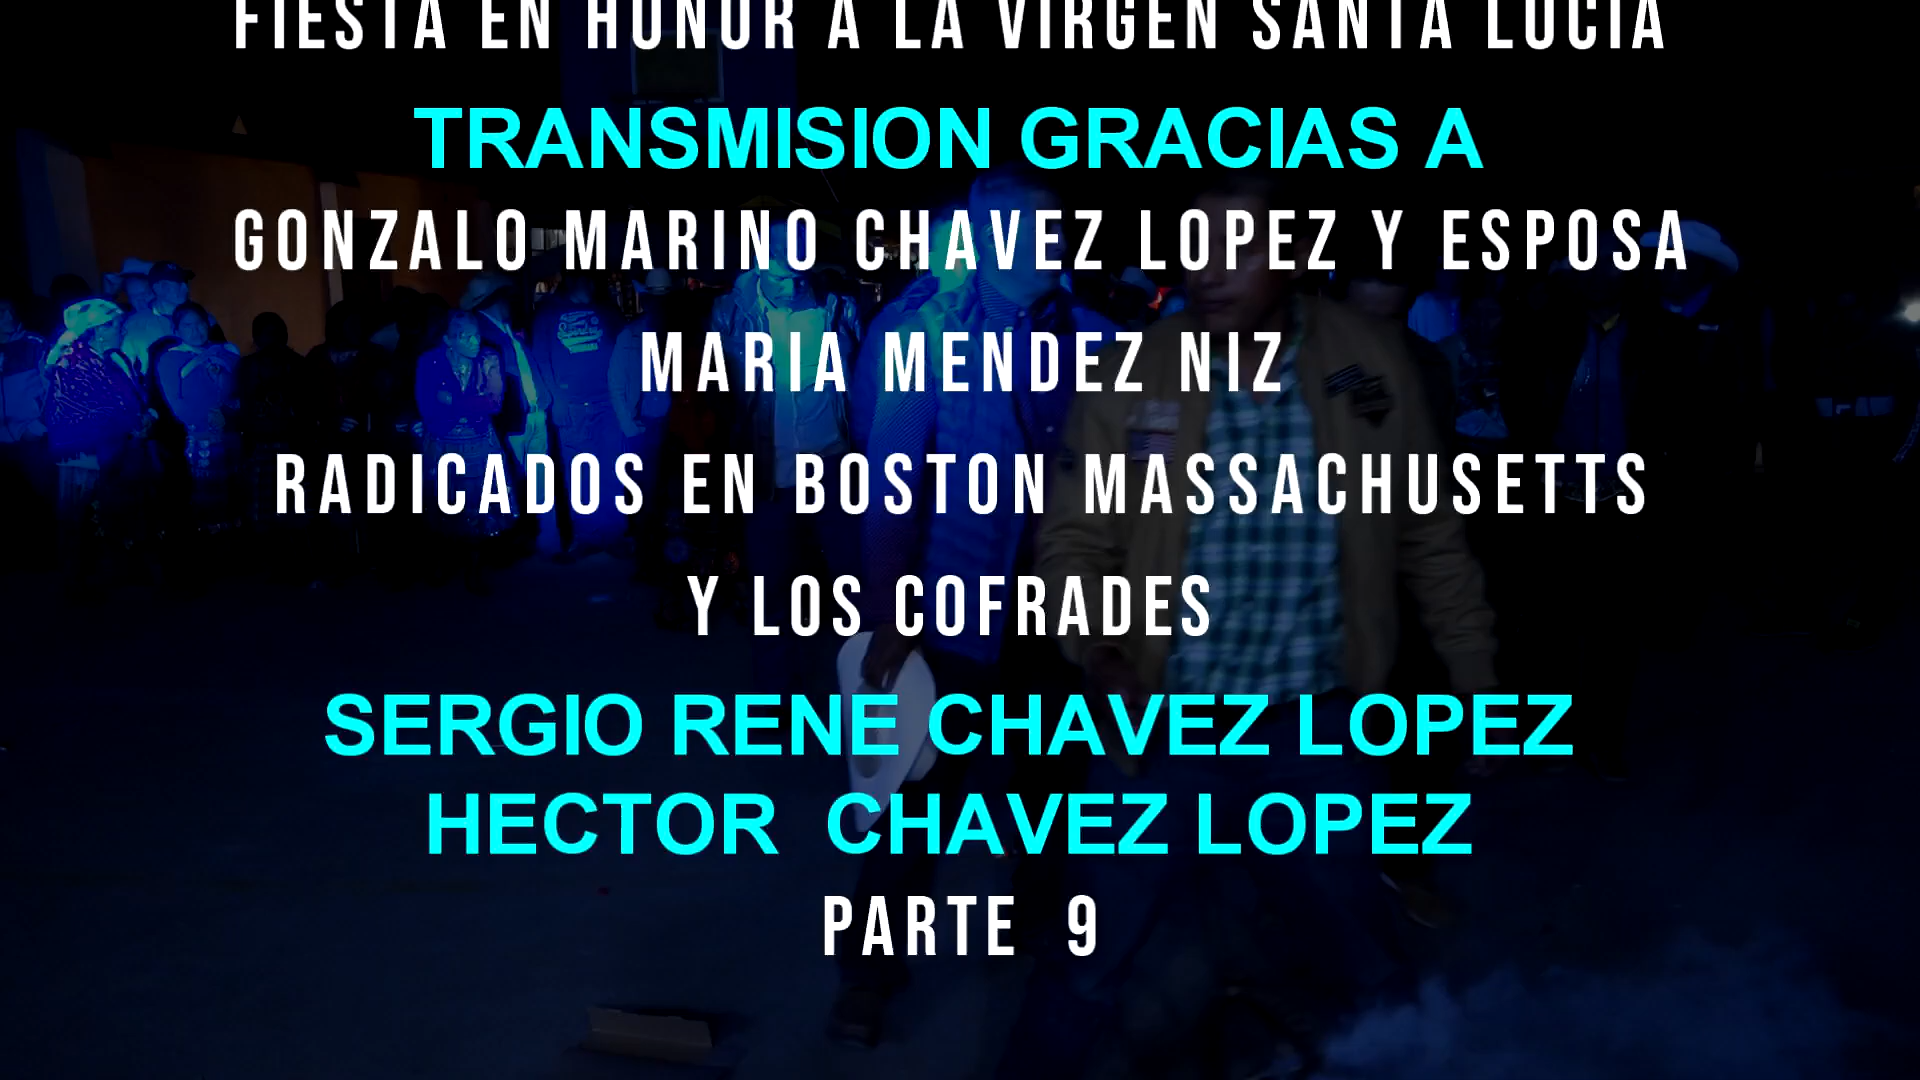 FIESTA EN HONOR A LA VIRGEN SANTA LUCIA
TRANSMISION GRACIAS A
GONZALO MARINO CHAVEZ LOPEZ Y ESPOSA
MARIA MENDEZ NIZ
RADICADOS EN BOSTON MASSACHUSETTS
Y LOS COFRADES
SERGIO RENE CHAVEZ LOPEZ
HECTOR  CHAVEZ LOPEZ
PARTE  9